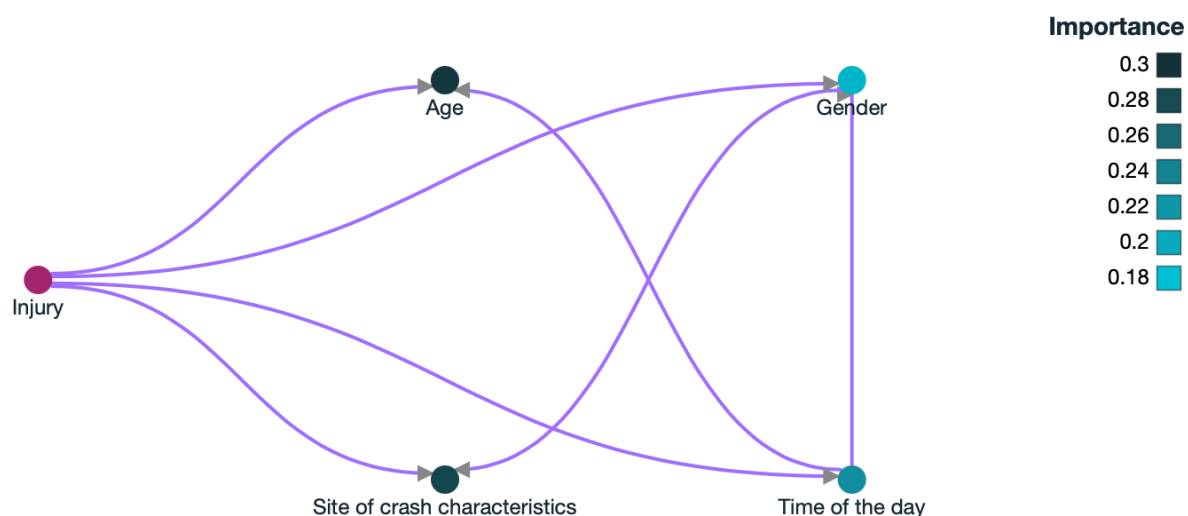 Importance
0.3
0.28
0.26
0.24
0.22
0.2
0.18
Age
Gender
Injury
Site of crash characteristics
Time of the day